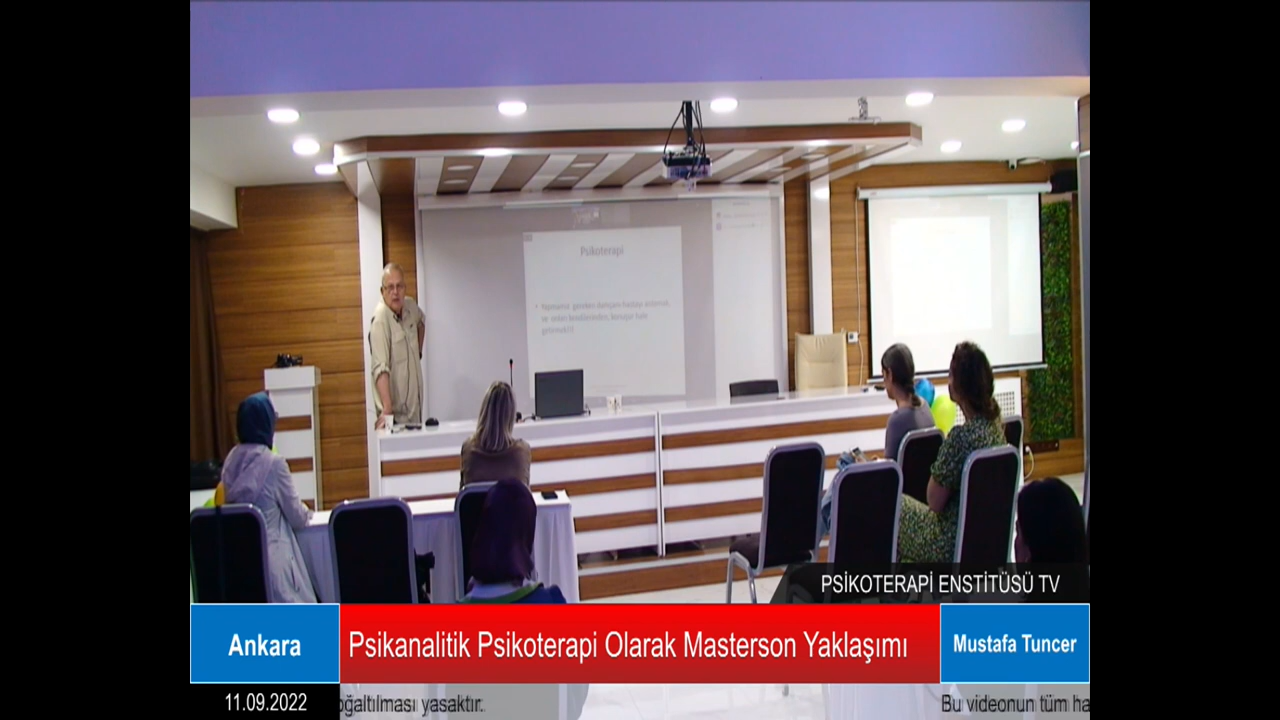 Psikoterapi
PSİKOTERAPİ ENSTİTÜSÜ TV
Ankara
Psikanalitik Psikoterapi Olarak Masterson Yaklaşımı
Mustafa Tuncer
11.09.2022
oğaltılması yasaktır.
Bu videonun tüm ha